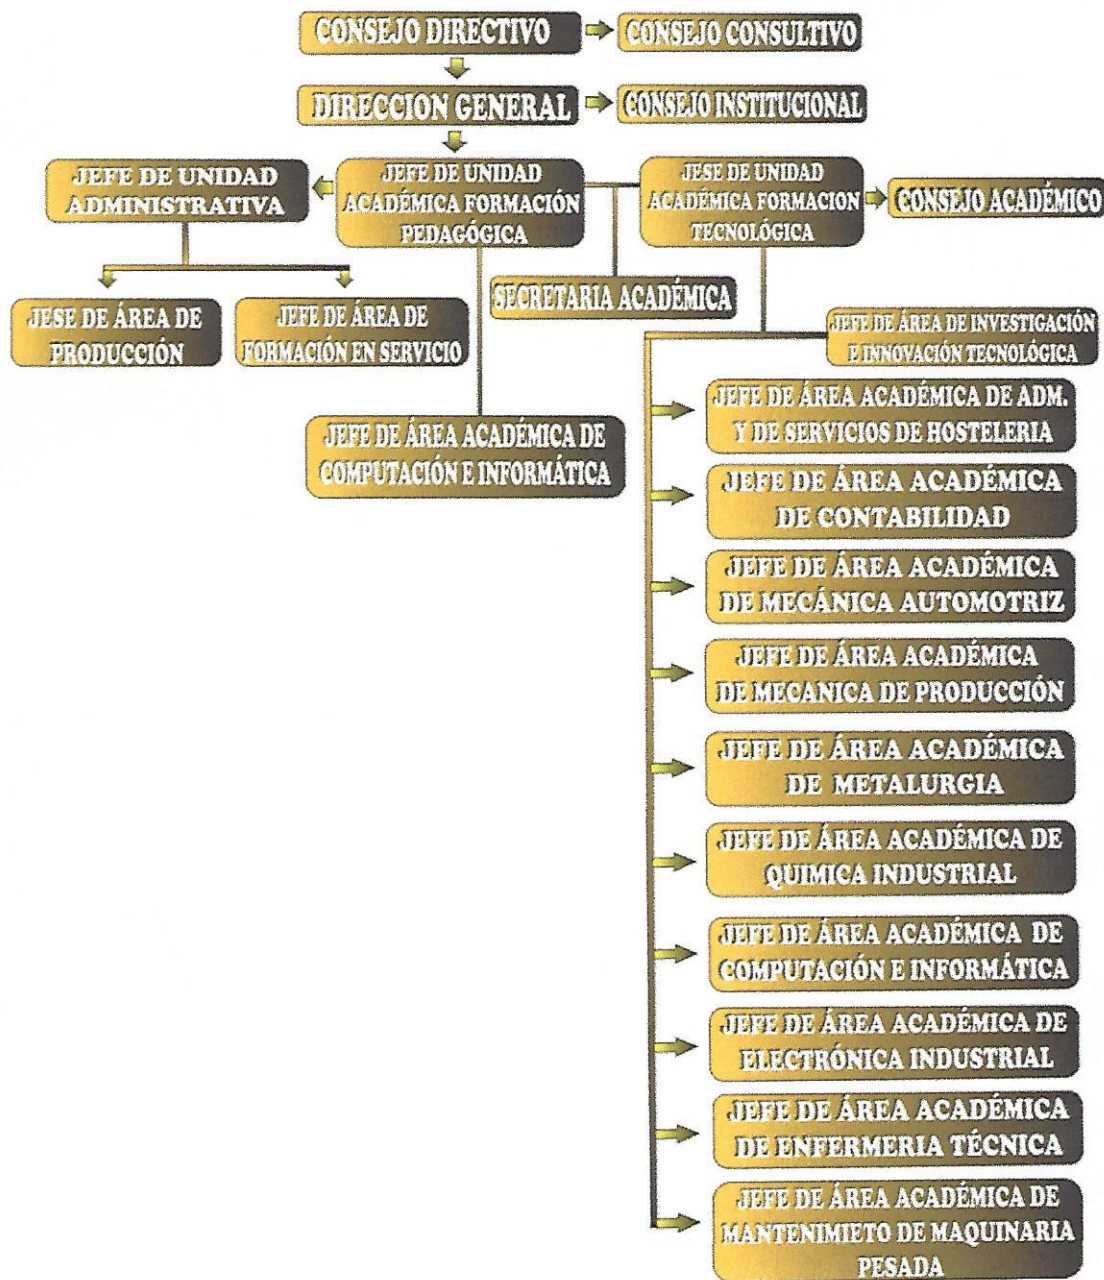 CONSEJO DIRECTIVO
CONSEJO CONSULTIVO
DIRECCION GENERAL
CONSEJO INSTITUCIONAL
JEFE DE UNIDAD
ADMINISTRATIVA
JEFE DE UNIDAD
ACADÉMICA FORMACIÓN
PEDAGÓGICA
JESE DE UNIDAD
ACADÉMICA FORMACION
TECNOLÓGICA
CONSEJO ACADÉMICO
SECRETARIA ACADÉMICA
JESE DE ÁREA DE
PRODUCCIÓN
JEFE DE ÁREA DE
FORMACIÓN EN SERVICIO
JEFE DE ÁREA DE INVESTIGACIÓN
E INNOVACIÓN TECNOLÓGICA
JEFE DE ÁREA ACADÉMICA DE
COMPUTACIÓN E INFORMÁTICA
JEFE DE ÁREA ACADÉMICA DE ADM.
Y DE SERVICIOS DE HOSTELERIA
JEFE DE ÁREA ACADÉMICA
DE CONTABILIDAD
JEFE DE ÁREA ACADÉMICA
DE MECÁNICA AUTOMOTRIZ
JEFE DE ÁREA ACADÉMICA
DE MECANICA DE PRODUCCIÓN
JEFE DE ÁREA ACADÉMICA
DE METALURGIA
JEFE DE ÁREA ACADÉMICA DE
QUIMICA INDUSTRIAL
JEFE DE ÁREA ACADÉMICA DE
COMPUTACIÓN E INFORMÁTICA
JEFE DE ÁREA ACADÉMICA DE
ELECTRÓNICA INDUSTRIAL
JEFE DE ÁREA ACADÉMICA
DE ENFERMERIA TÉCNICA
JEFE DE ÁREA ACADÉMICA DE
MANTENIMIETO DE MAQUINARIA
PESADA